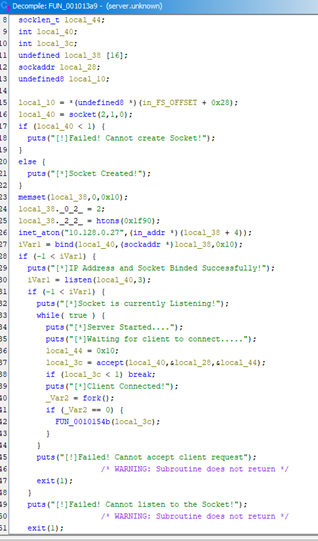 Decompile: FUN_001013a9 - (server.unknown)
8 socklen_t local_44;
9 int local_40;
10 int local_3c;
11 undefined local_38 [16];
12 sockaddr local_28;
13 undefined8 local_10;
14
15 local_10 = *(undefined8 *)(in_FS_OFFSET + 0x28);
16 local_40 = socket(2,1,0);
17 if (local_40 < 1) {
18 puts("[!]Failed! Cannot create Socket!");
19 }
20 else {
21 puts("[*]Socket Created!");
22 }
23 memset(local_38,0,0x10);
24 local_38._0_2_ = 2;
25 local_38._2_2_ = htons(0x1f90);
26 inet_aton("10.128.0.27",(in_addr *)(local_38 + 4));
27 iVar1 = bind(local_40,(sockaddr *)local_38,0x10);
28 if (-1 < iVar1) {
29 puts("[*]IP Address and Socket Binded Successfully!");
30 iVar1 = listen(local_40,3);
31 if (-1 < iVar1) {
32 puts("[*]Socket is currently Listening!");
33 while( true ) {
34 puts("[*]Server Started....");
35 puts("[*]Waiting for client to connect.....");
36 local_44 = 0x10;
37 local_3c = accept(local_40,&local_28,&local_44);
38 if (local_3c < 1) break;
39 puts("[*]Client Connected!");
40 _Var2 = fork();
41 if (_Var2 == 0) {
42 FUN_0010154b(local_3c);
43 }
44 }
45 puts("[!]Failed! Cannot accept client request");
46 /* WARNING: Subroutine does not return */
47 exit(1);
48 }
49 puts("[!]Failed! Cannot listen to the Socket!");
50 /* WARNING: Subroutine does not return */
51 exit(1);